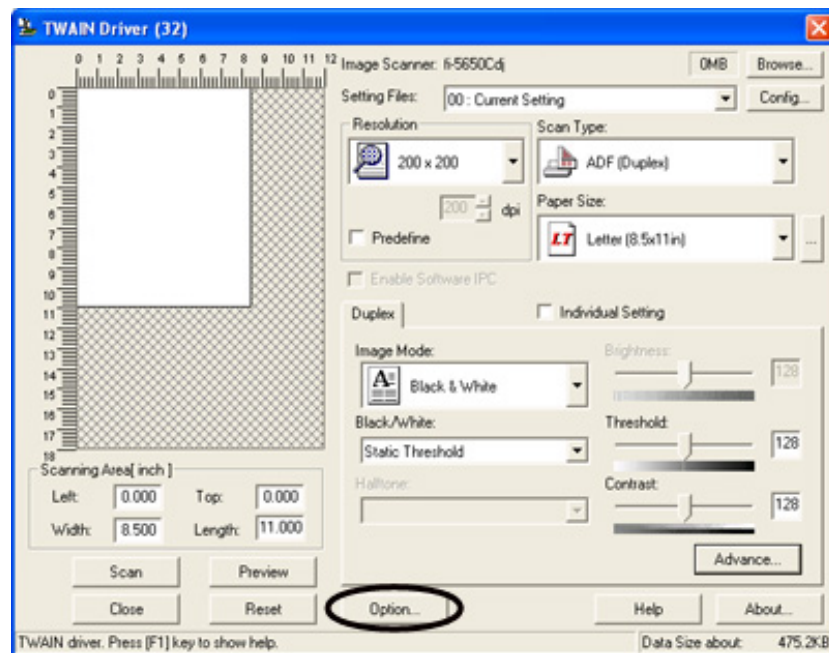 TWAIN Driver (32)
0 1 2 3 4 5 6 7 8 9 10 11 12
Image Scanner: fi-5650Cdj
0MB
Browse...
Setting Files:
00 : Current Setting
Config...
Resolution
200 x 200
200
dpi
Predefine
Scan Type:
ADF (Duplex)
Paper Size:
LT
Letter (8.5x11in)
...
Enable Software IPC
0
1
2
3
4
5
6
7
8
9
10
11
12
13
14
15
16
17
18
Duplex
Individual Setting
Image Mode:
A
Black & White
Black/White:
Static Threshold
Halftone:
Brightness:
128
Threshold:
128
Contrast:
128
Advance...
Scanning Area[ inch ]
Left: 0.000 Top: 0.000
Width: 8.500 Length: 11.000
Scan Preview
Close Reset Option... Help About...
TWAIN driver. Press [F1] key to show help.
Data Size about: 475.2KB